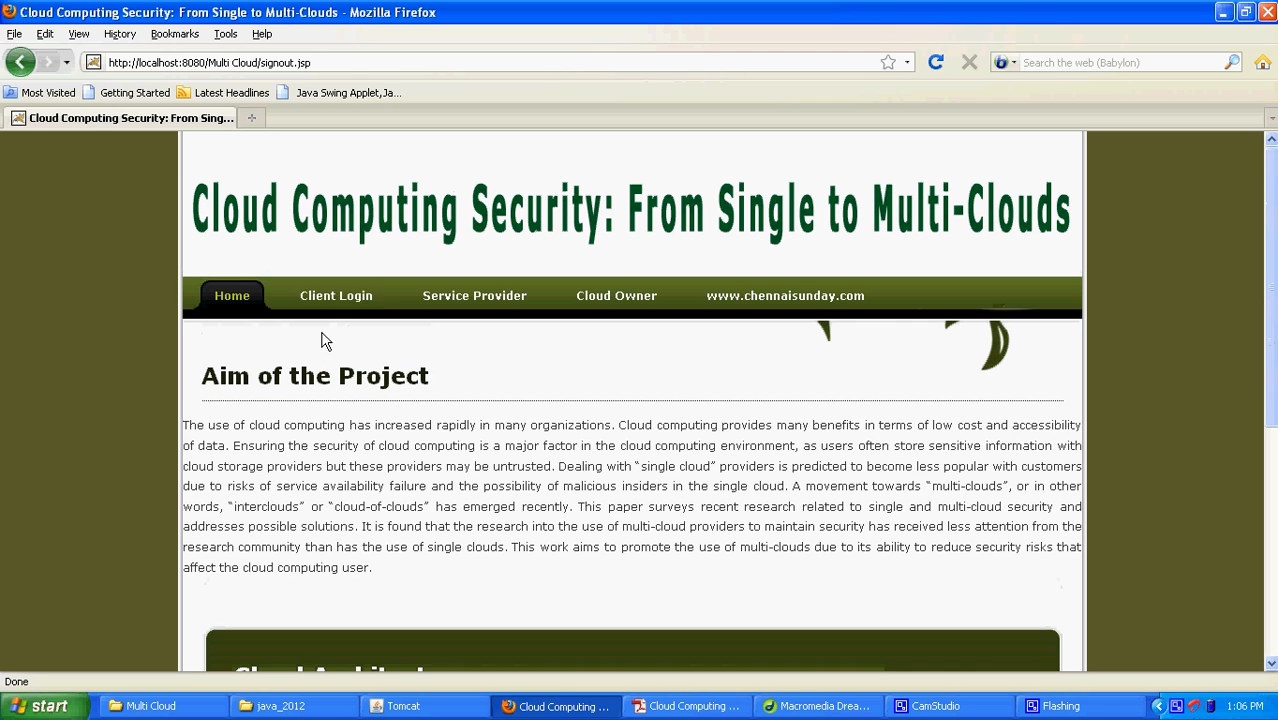 Cloud Computing Security: From Single to Multi-Clouds - Mozilla Firefox
File Edit View History Bookmarks Tools Help
http://localhost:8080/Multi Cloud/signout.jsp
Search the web (Babylon)
Most Visited Getting Started Latest Headlines Java Swing Applet,Ja...
Cloud Computing Security: From Sing...
Cloud Computing Security: From Single to Multi-Clouds
Home Client Login Service Provider Cloud Owner www.chennaisunday.com
Aim of the Project
The use of cloud computing has increased rapidly in many organizations. Cloud computing provides many benefits in terms of low cost and accessibility
of data. Ensuring the security of cloud computing is a major factor in the cloud computing environment, as users often store sensitive information with
cloud storage providers but these providers may be untrusted. Dealing with “single cloud” providers is predicted to become less popular with customers
due to risks of service availability failure and the possibility of malicious insiders in the single cloud. A movement towards “multi-clouds”, or in other
words, “interclouds” or “cloud-of-clouds” has emerged recently. This paper surveys recent research related to single and multi-cloud security and
addresses possible solutions. It is found that the research into the use of multi-cloud providers to maintain security has received less attention from the
research community than has the use of single clouds. This work aims to promote the use of multi-clouds due to its ability to reduce security risks that
affect the cloud computing user.
Done
start Multi Cloud java_2012 Tomcat Cloud Computing ... Cloud Computing ... Macromedia Drea... CamStudio Flashing 1:06 PM